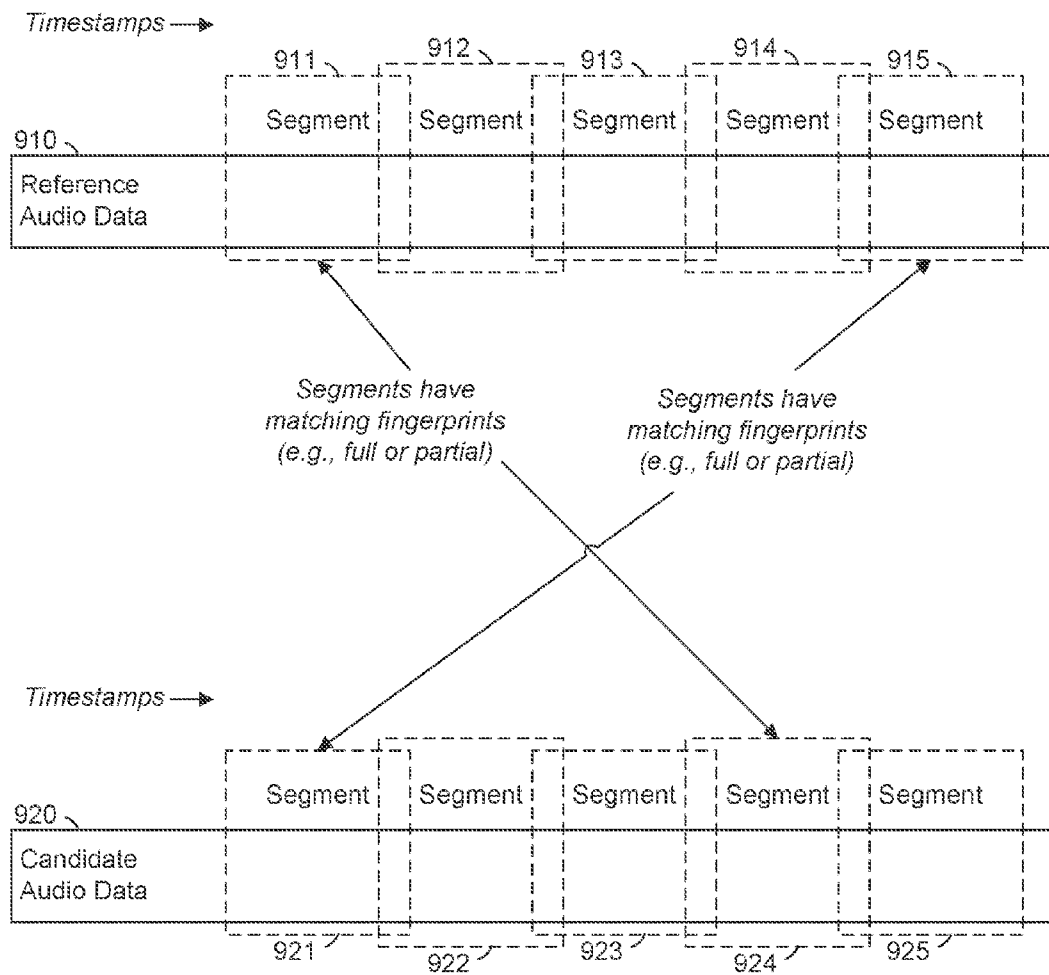 Timestamps
911
912
913
914
915
Segment
Segment
Segment
Segment
Segment
910
Reference
Audio Data
Segments have
matching fingerprints
(e.g., full or partial)
Segments have
matching fingerprints
(e.g., full or partial)
Timestamps
Segment
Segment
Segment
Segment
Segment
920
Candidate
Audio Data
921
922
923
924
925